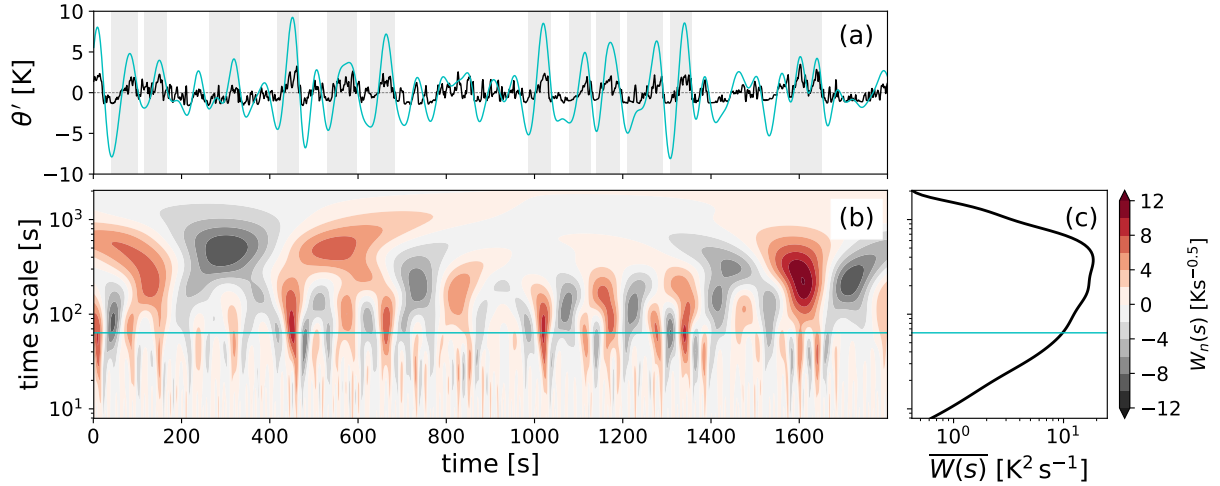 10
5
0
−5
−10
θ′ [K]
(a)
10³
10²
10¹
time scale [s]
(b)
0 200 400 600 800 1000 1200 1400 1600
time [s]
(c)
10⁰ 10¹
W(s) [K² s⁻¹]
12
8
4
0
−4
−8
−12
Wₙ(s) [Ks⁻⁰·⁵]